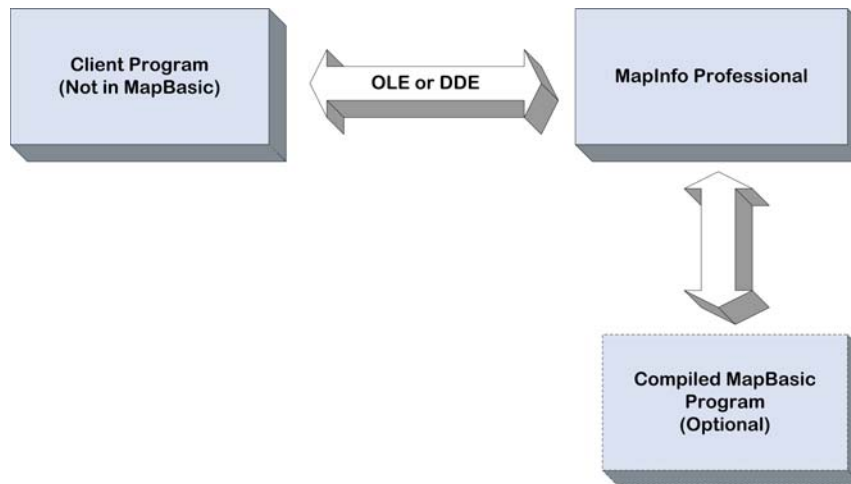 Client Program
(Not in MapBasic)
OLE or DDE
MapInfo Professional
Compiled MapBasic
Program
(Optional)